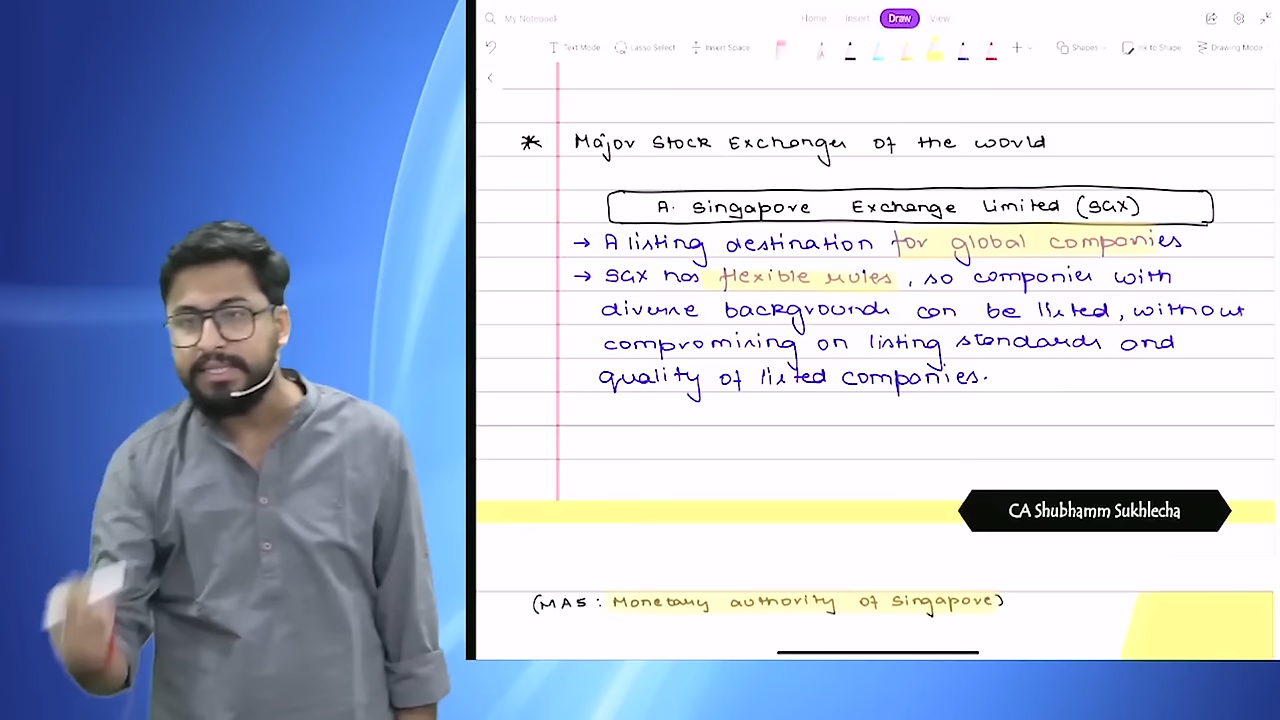 My Notebook
Home Insert Draw View
Text Mode Lasso Select Insert Space Shapes Ink to Shape Drawing Mode
* Major Stock Exchanges of the world
A. Singapore Exchange Limited (SGX)
→ A listing destination for global companies
→ SGX has flexible rules, so companies with
diverse backgrounds can be listed, without
compromising on listing standards and
quality of listed companies.
CA Shubhamm Sukhlecha
(MAS : Monetary authority of Singapore)